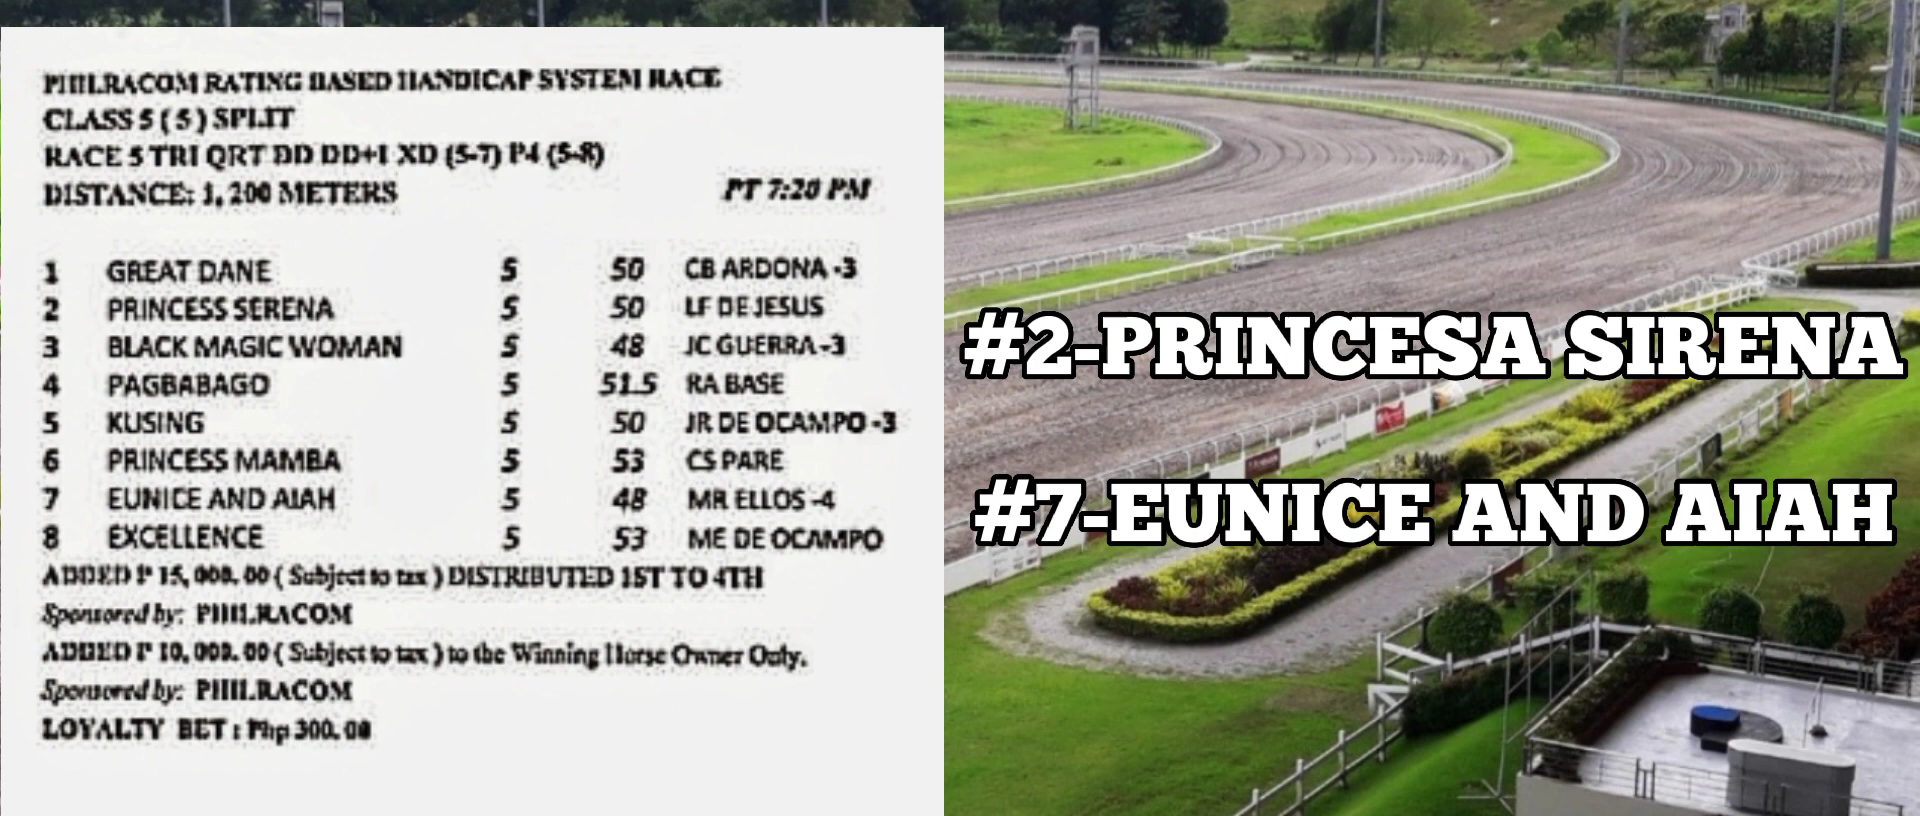 PHILRACOM RATING BASED HANDICAP SYSTEM RACE
CLASS 5 ( 5 ) SPLIT
RACE 5 TRI QRT DD DD+1 XD (5-7) P4 (5-8)
DISTANCE: 1, 200 METERS PT 7:20 PM
1 GREAT DANE 5 50 CB ARDONA -3
2 PRINCESS SERENA 5 50 LF DE JESUS
3 BLACK MAGIC WOMAN 5 48 JC GUERRA -3
4 PAGBABAGO 5 51.5 RA BASE
5 KUSING 5 50 JR DE OCAMPO -3
6 PRINCESS MAMBA 5 53 CS PARE
7 EUNICE AND AIAH 5 48 MR ELLOS -4
8 EXCELLENCE 5 53 ME DE OCAMPO
ADDED P 15, 000. 00 ( Subject to tax ) DISTRIBUTED 1ST TO 4TH
Sponsored by: PHILRACOM
ADDED P 10, 000. 00 ( Subject to tax ) to the Winning Horse Owner Only.
Sponsored by: PHILRACOM
LOYALTY BET : Php 300. 00
#2-PRINCESA SIRENA
#7-EUNICE AND AIAH